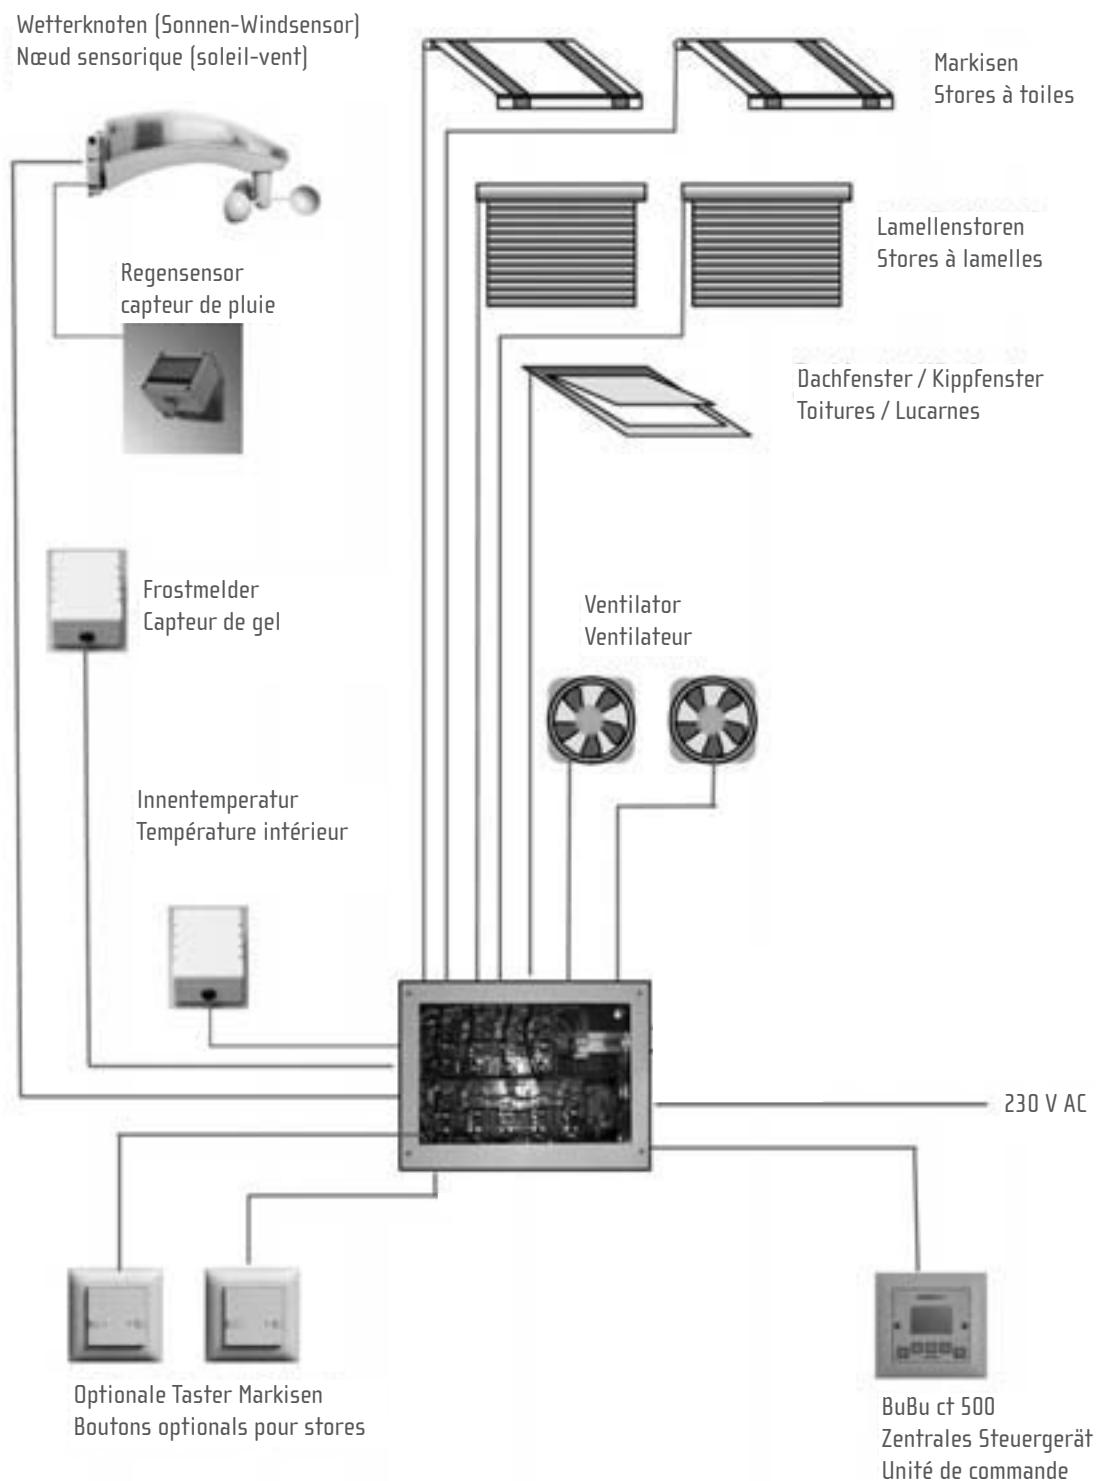 Wetterknoten (Sonnen-Windsensor)
Nœud sensorique (soleil-vent)
Markisen
Stores à toiles
Lamellenstoren
Stores à lamelles
Regensensor
capteur de pluie
Dachfenster / Kippfenster
Toitures / Lucarnes
Frostmelder
Capteur de gel
Ventilator
Ventilateur
Innentemperatur
Température intérieur
230 V AC
Optionale Taster Markisen
Boutons optionals pour stores
BuBu ct 500
Zentrales Steuergerät
Unité de commande